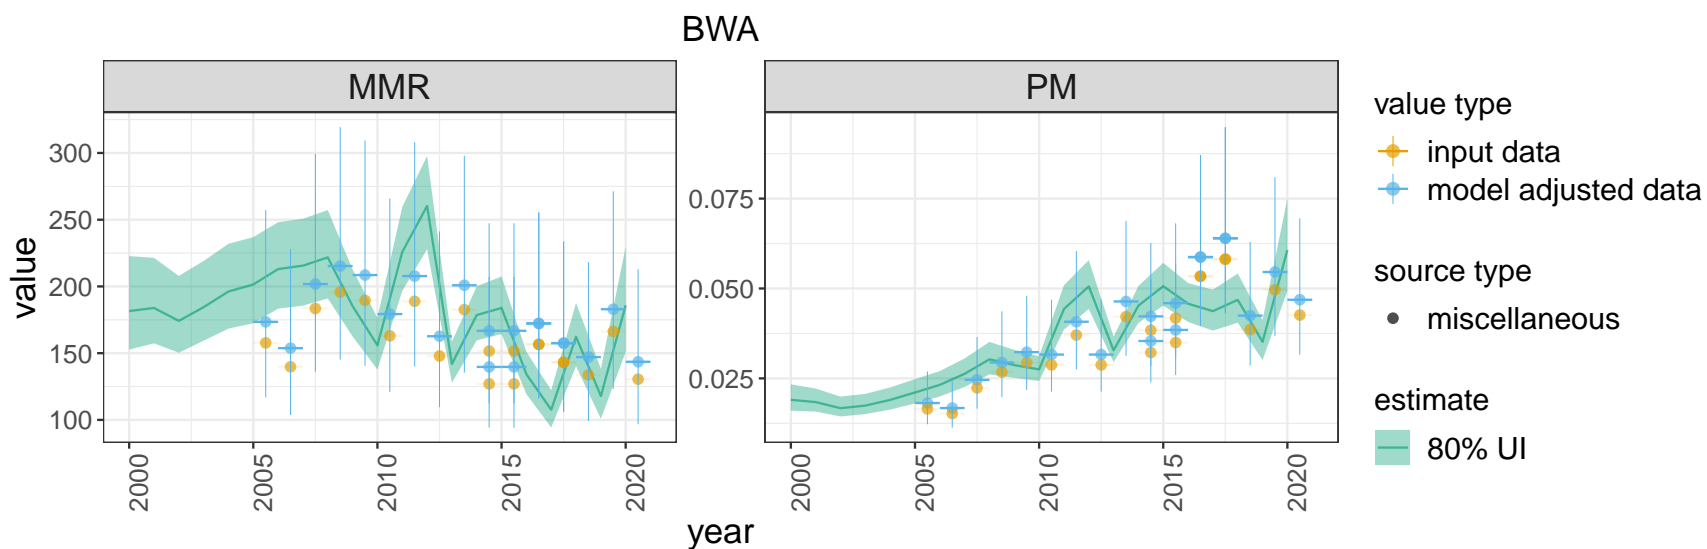 BWA
MMR
PM
value
300
250
200
150
100
0.075
0.050
0.025
2000
2005
2010
2015
2020
2000
2005
2010
2015
2020
year
value type
input data
model adjusted data
source type
miscellaneous
estimate
80% UI